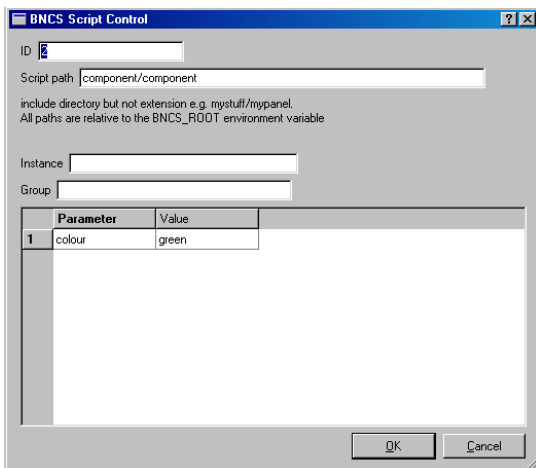 BNCS Script Control
ID 2
Script path component/component
include directory but not extension e.g. mystuff/mypanel.
All paths are relative to the BNCS_ROOT environment variable
Instance
Group
Parameter Value
1 colour green
OK Cancel